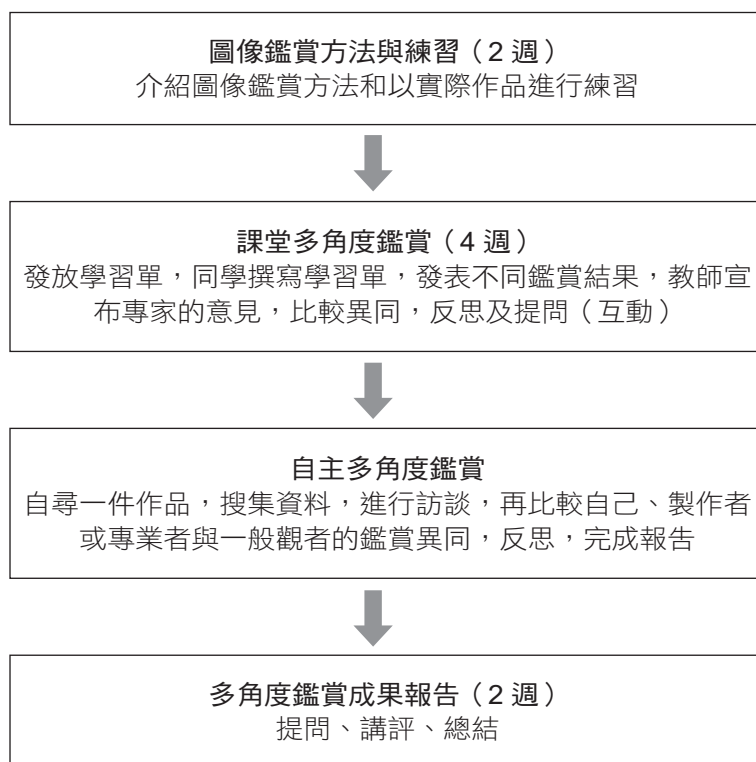 圖像鑑賞方法與練習（2 週）
介紹圖像鑑賞方法和以實際作品進行練習
課堂多角度鑑賞（4 週）
發放學習單，同學撰寫學習單，發表不同鑑賞結果，教師宣
布專家的意見，比較異同，反思及提問（互動）
自主多角度鑑賞
自尋一件作品，搜集資料，進行訪談，再比較自己、製作者
或專業者與一般觀者的鑑賞異同，反思，完成報告
多角度鑑賞成果報告（2 週）
提問、講評、總結